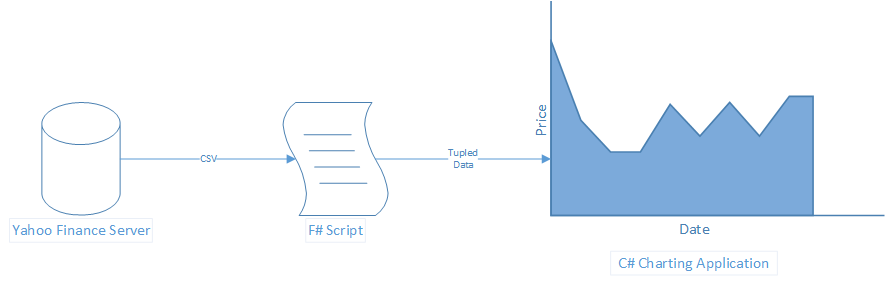 CSV
Tupled
Data
Price
Yahoo Finance Server
F# Script
Date
C# Charting Application